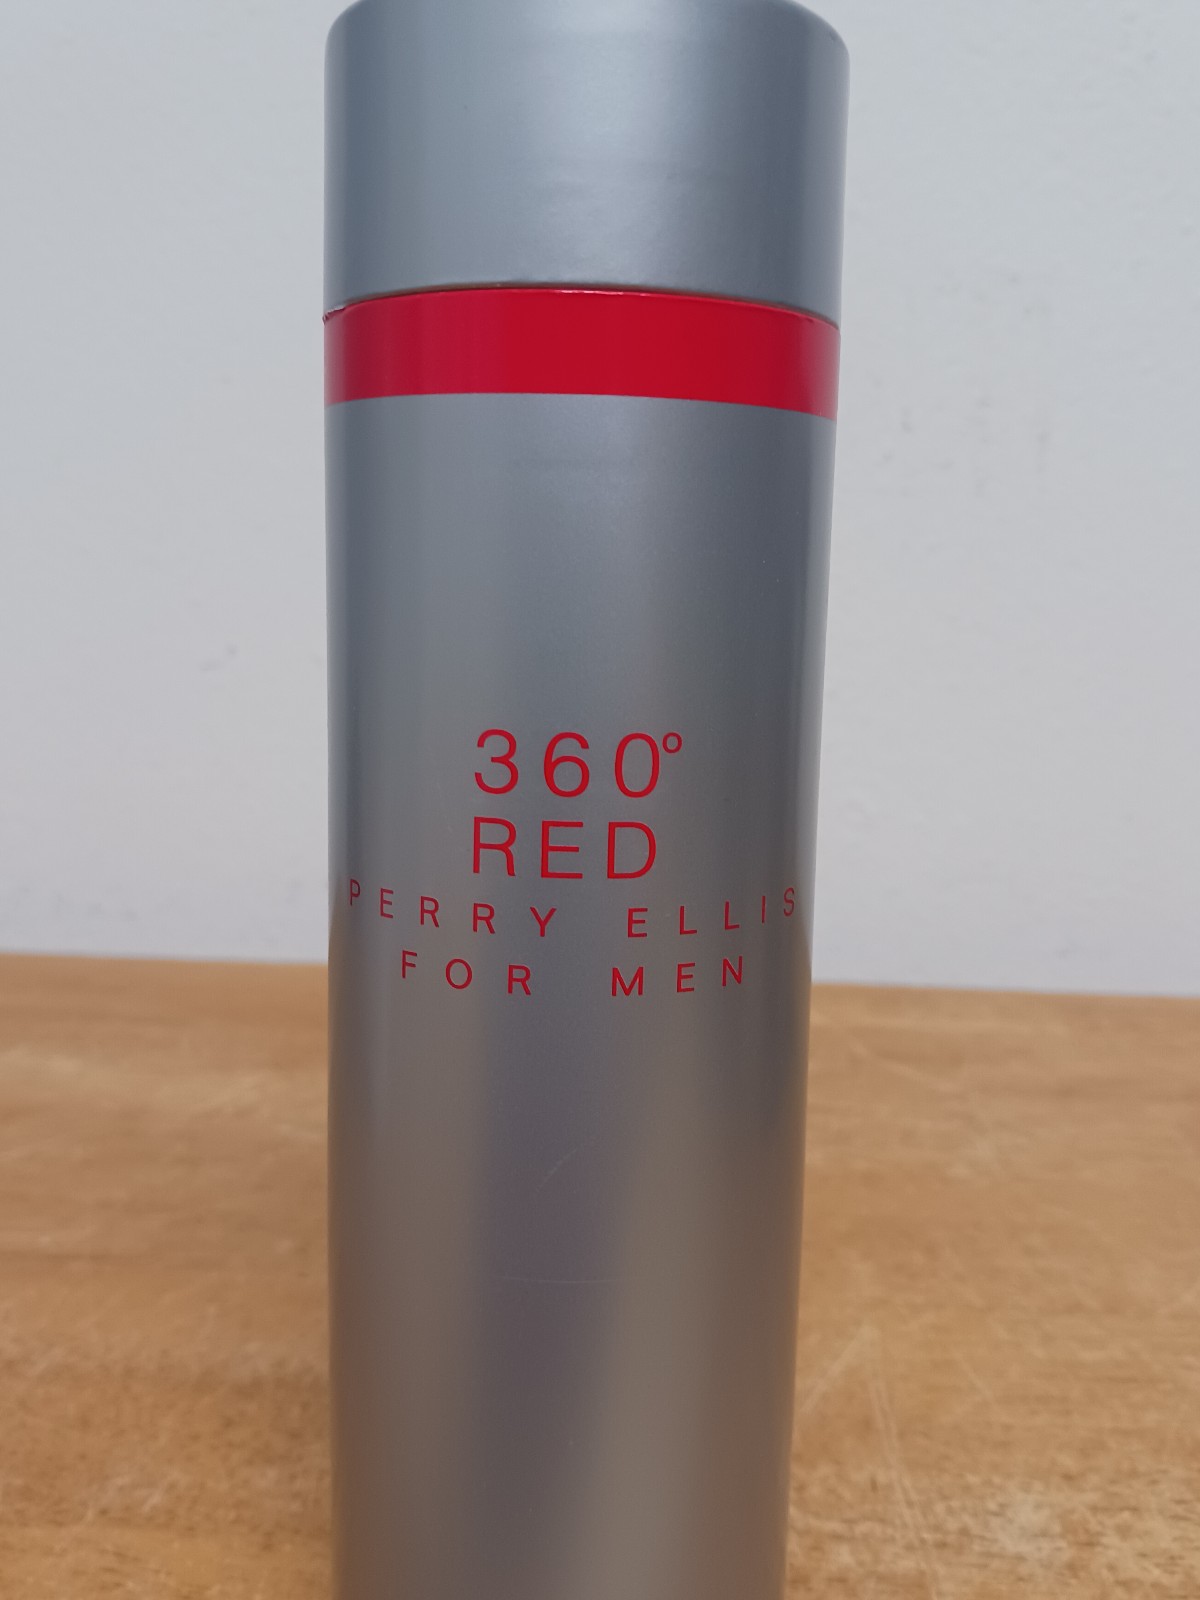 360°
RED
PERRY ELLIS
FOR MEN